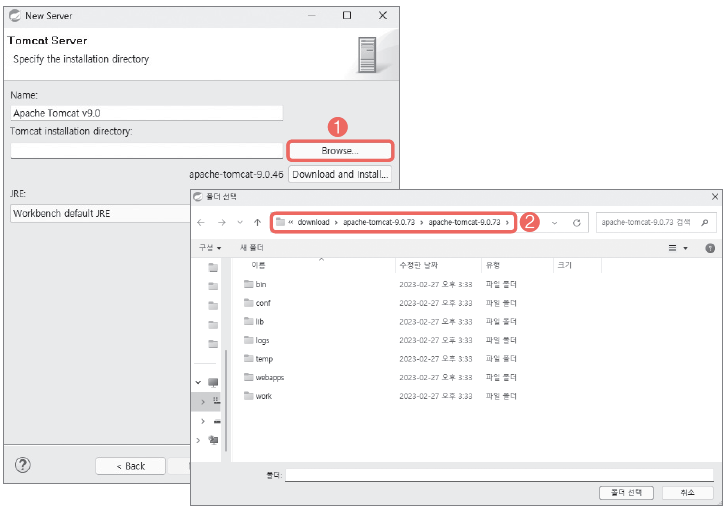 New Server
Tomcat Server
Specify the installation directory
Name:
Apache Tomcat v9.0
Tomcat installation directory:
1
Browse...
apache-tomcat-9.0.46
Download and Install...
JRE:
Workbench default JRE
< Back
폴더 선택
« download › apache-tomcat-9.0.73 › apache-tomcat-9.0.73 ›
2
apache-tomcat-9.0.73 검색
구성
새 폴더
이름 수정한 날짜 유형 크기
bin 2023-02-27 오후 3:33 파일 폴더
conf 2023-02-27 오후 3:33 파일 폴더
lib 2023-02-27 오후 3:33 파일 폴더
logs 2023-02-27 오후 3:33 파일 폴더
temp 2023-02-27 오후 3:33 파일 폴더
webapps 2023-02-27 오후 3:33 파일 폴더
work 2023-02-27 오후 3:33 파일 폴더
폴더:
폴더 선택
취소